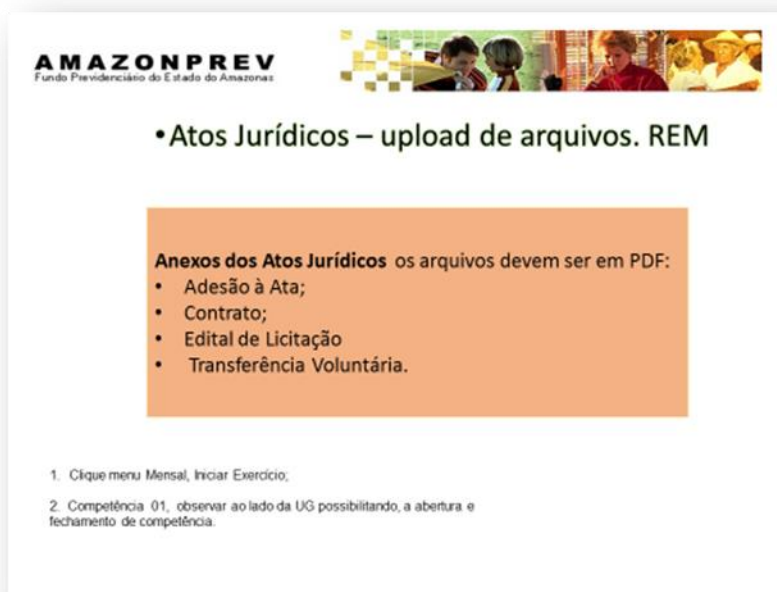 AMAZONPREV
Fundo Previdenciário do Estado do Amazonas
•Atos Jurídicos – upload de arquivos. REM
Anexos dos Atos Jurídicos os arquivos devem ser em PDF:
• Adesão à Ata;
• Contrato;
• Edital de Licitação
• Transferência Voluntária.
1. Clique menu Mensal, Iniciar Exercício;
2. Competência 01, observar ao lado da UG possibilitando, a abertura e
fechamento de competência.